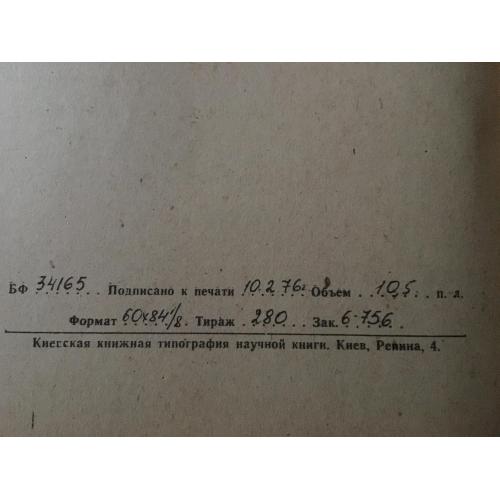 БФ 34165. Подписано к печати 10.2.76г. Объем 10,5. п. л.
Формат 60х84 1/8. Тираж 280. Зак. 6-756.
Киевская книжная типография научной книги. Киев, Репина, 4.